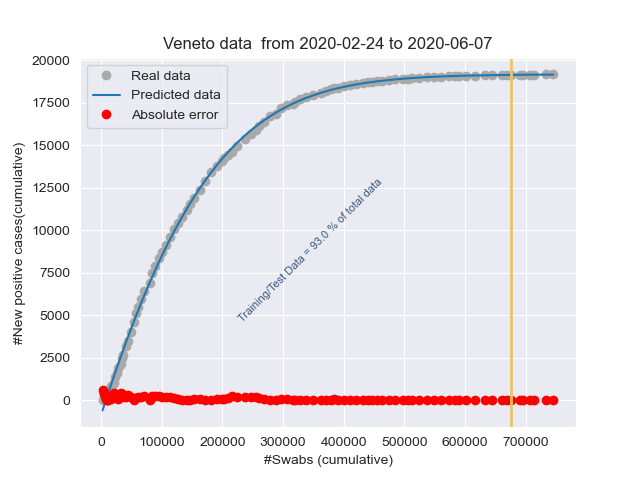 Veneto data  from 2020-02-24 to 2020-06-07
Real data
Predicted data
Absolute error
#New positive cases(cumulative)
20000
17500
15000
12500
10000
7500
5000
2500
0
Training/Test Data = 93.0 % of total data
0 100000 200000 300000 400000 500000 600000 700000
#Swabs (cumulative)